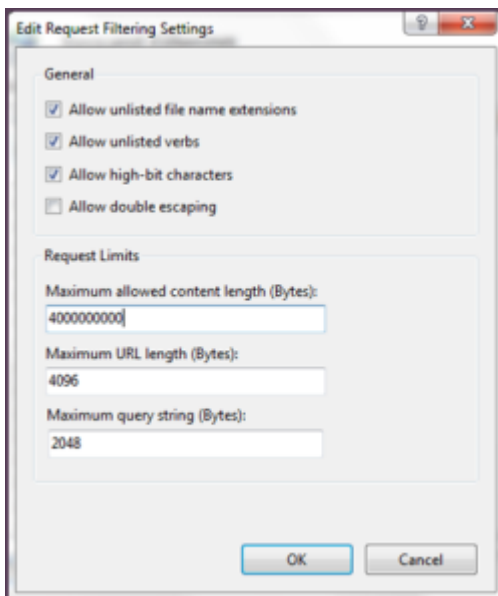 Edit Request Filtering Settings
General
Allow unlisted file name extensions
Allow unlisted verbs
Allow high-bit characters
Allow double escaping
Request Limits
Maximum allowed content length (Bytes):
4000000000
Maximum URL length (Bytes):
4096
Maximum query string (Bytes):
2048
OK
Cancel